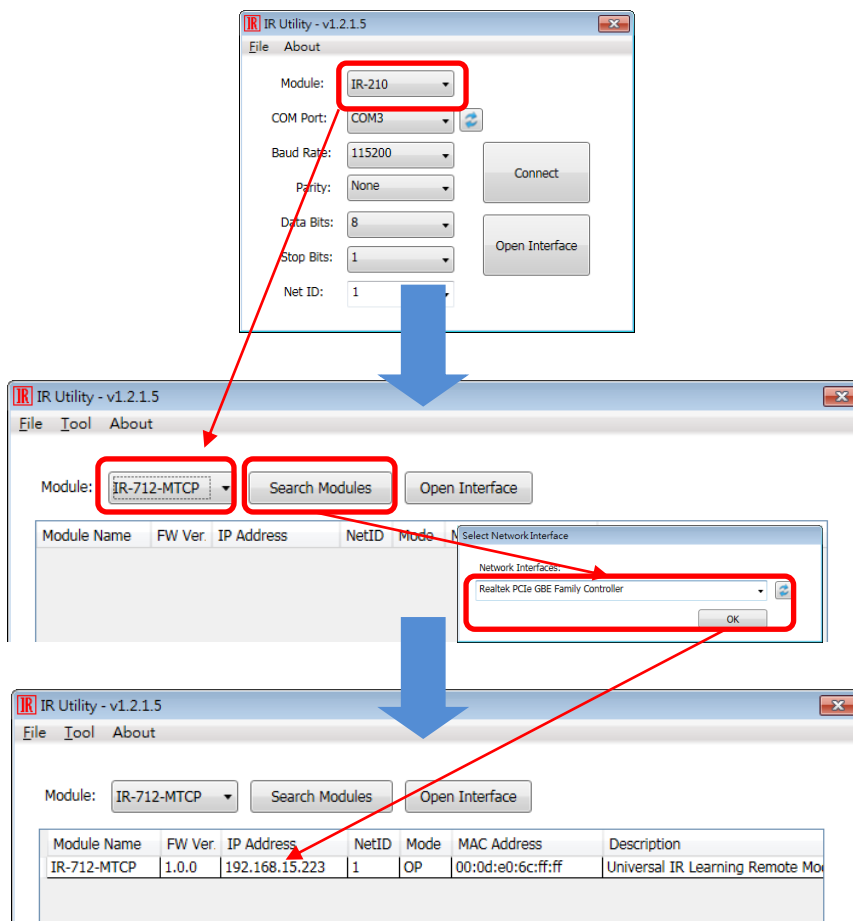 IR IR Utility - v1.2.1.5
File About
Module: IR-210
COM Port: COM3
Baud Rate: 115200
Connect
Parity: None
Data Bits: 8
Open Interface
Stop Bits: 1
Net ID: 1
IR IR Utility - v1.2.1.5
File Tool About
Module: IR-712-MTCP Search Modules Open Interface
Module Name FW Ver. IP Address NetID Mode
Select Network Interface
Network Interfaces:
Realtek PCIe GBE Family Controller
OK
IR IR Utility - v1.2.1.5
File Tool About
Module: IR-712-MTCP Search Modules Open Interface
Module Name FW Ver. IP Address NetID Mode MAC Address Description
IR-712-MTCP 1.0.0 192.168.15.223 1 OP 00:0d:e0:6c:ff:ff Universal IR Learning Remote